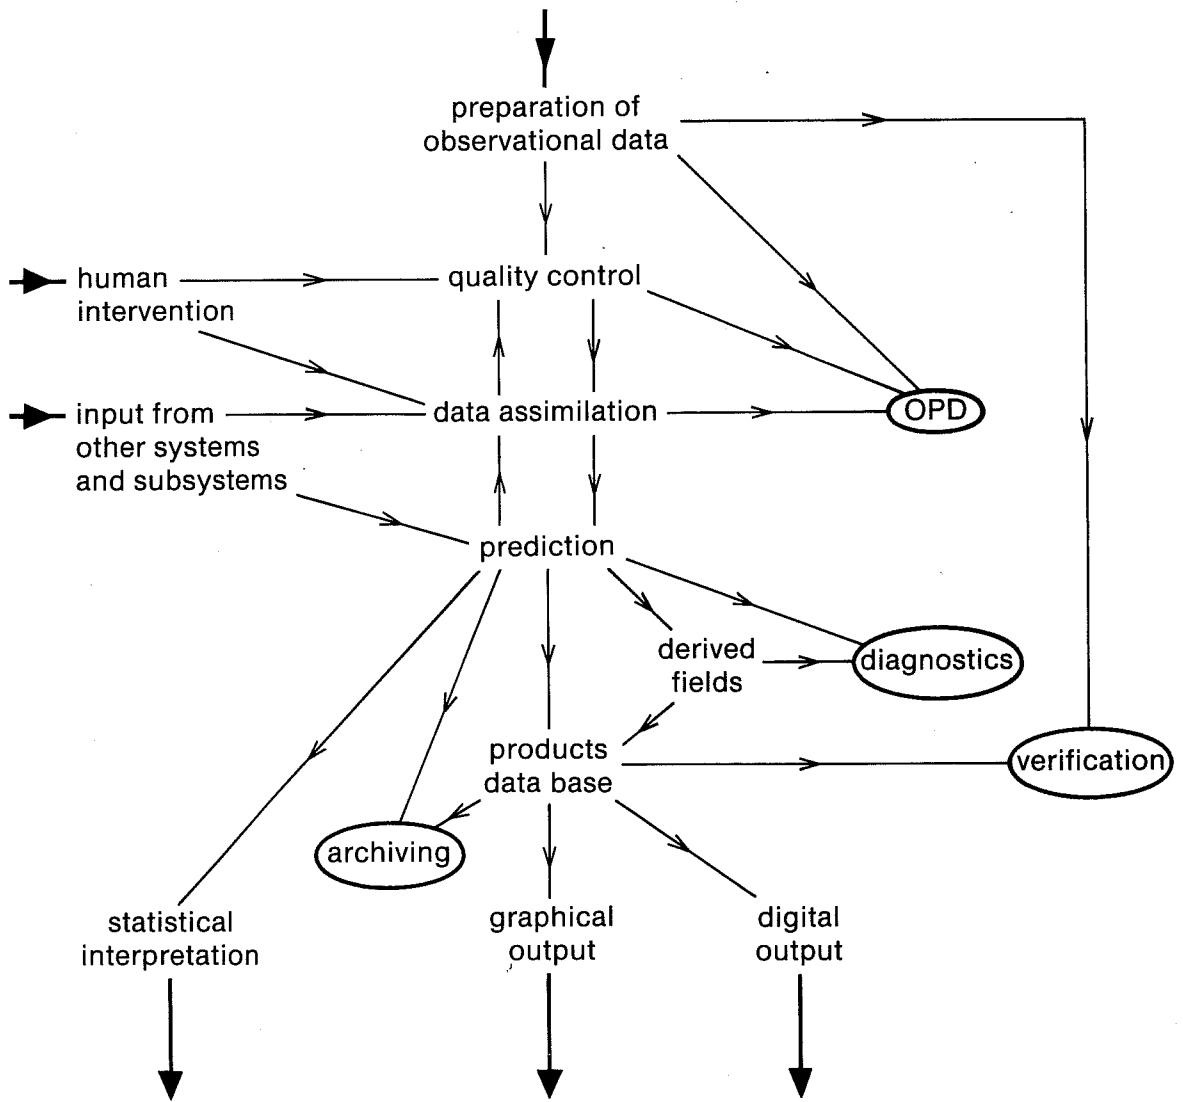 preparation of
observational data
human
intervention
quality control
input from
other systems
and subsystems
data assimilation
OPD
prediction
derived
fields
diagnostics
products
data base
verification
archiving
statistical
interpretation
graphical
output
digital
output